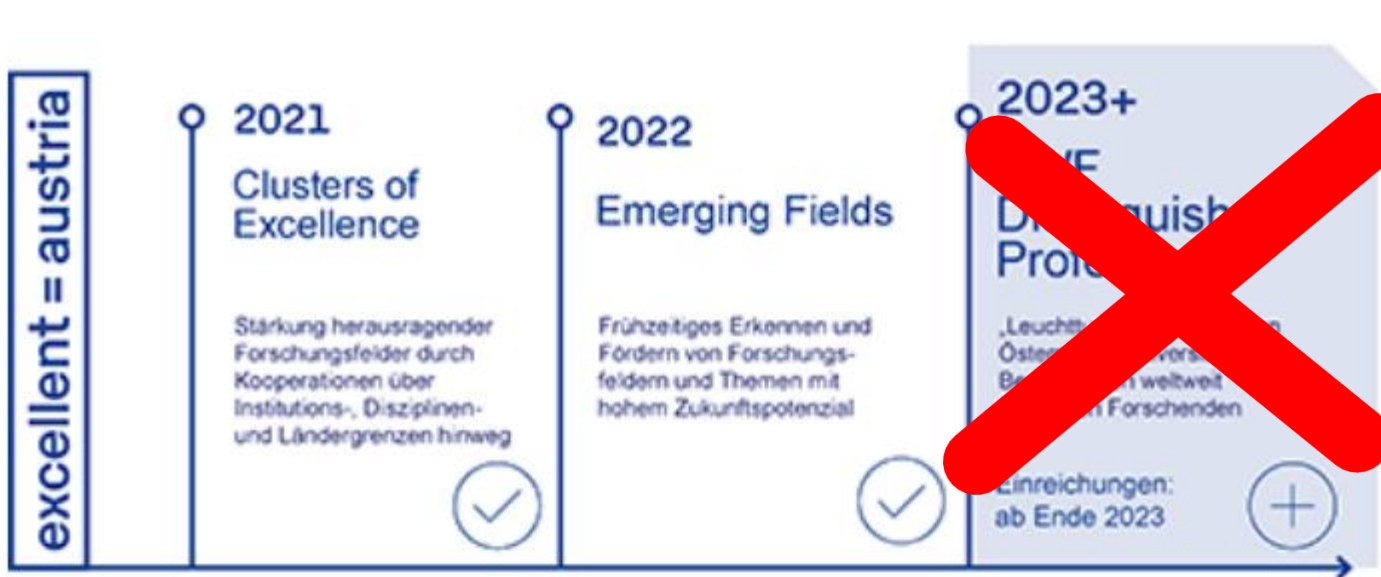 excellent = austria
2021
Clusters of
Excellence
Stärkung herausragender
Forschungsfelder durch
Kooperationen über
Institutions-, Disziplinen-
und Ländergrenzen hinweg
2022
Emerging Fields
Frühzeitiges Erkennen und
Fördern von Forschungs-
feldern und Themen mit
hohem Zukunftspotenzial
2023+
weltweit
Forschenden
Einreichungen:
ab Ende 2023